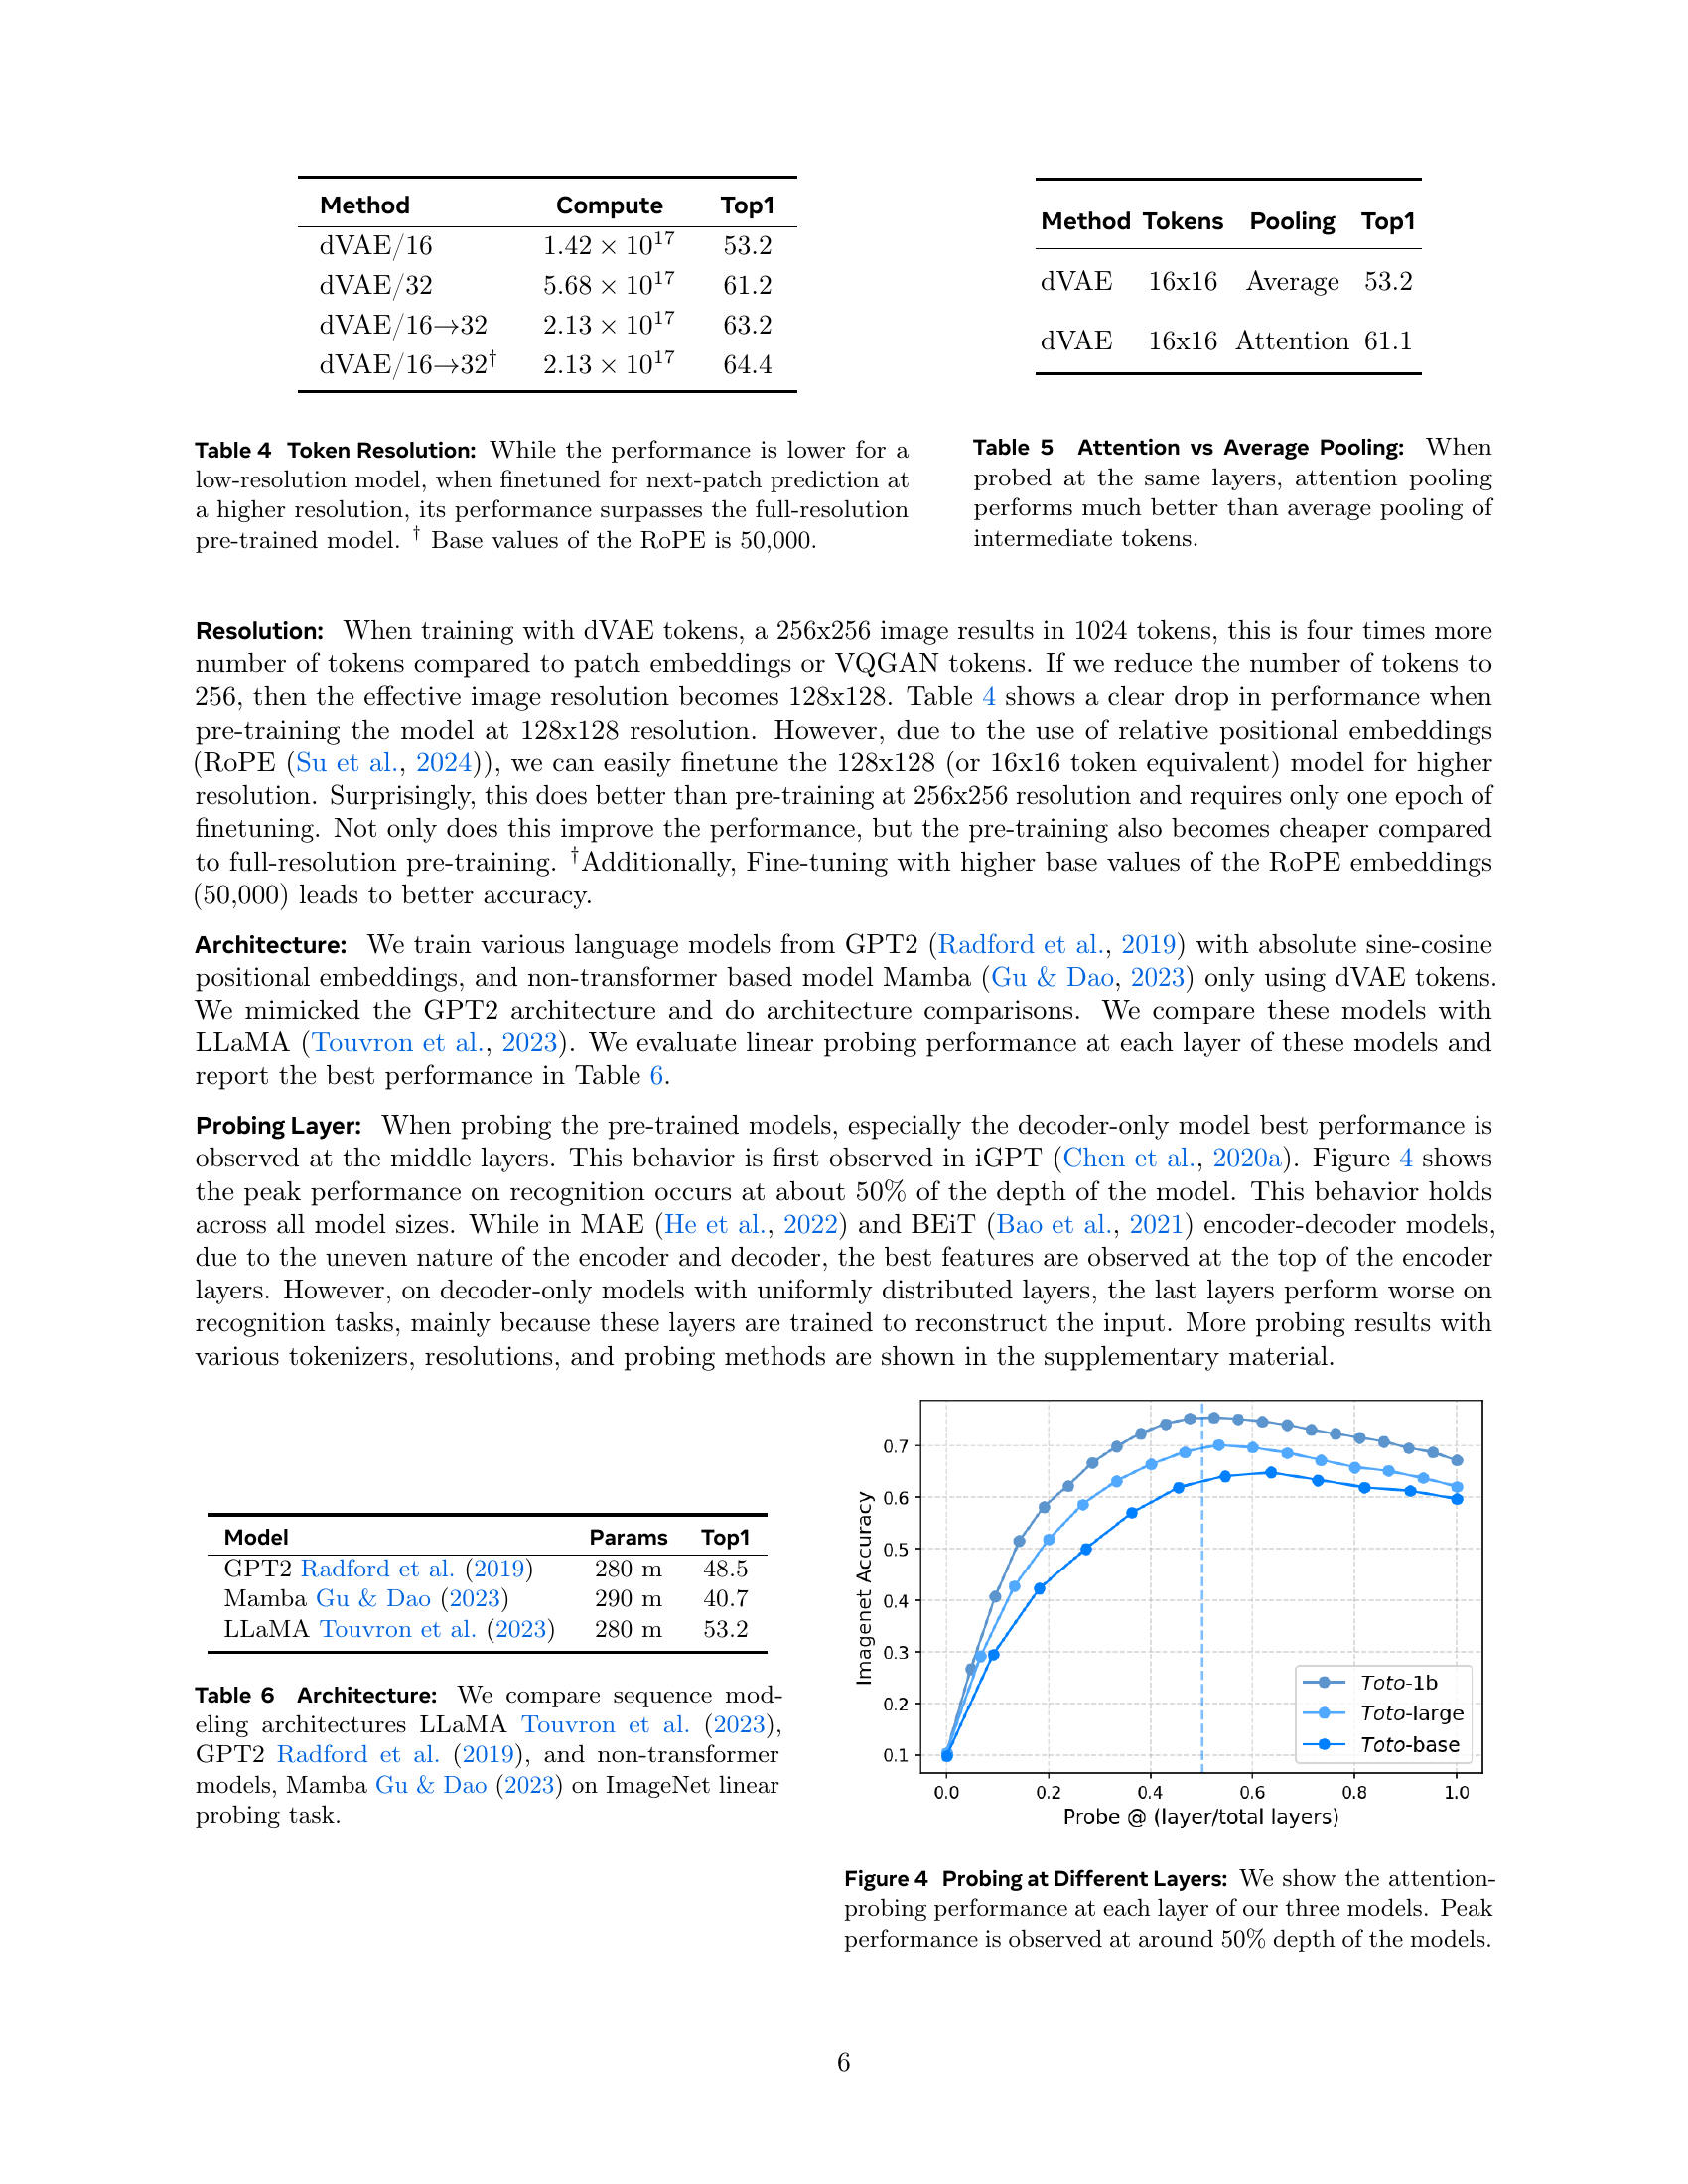 Method Compute Top1
dVAE/16 1.42 × 10^17 53.2
dVAE/32 5.68 × 10^17 61.2
dVAE/16→32 2.13 × 10^17 63.2
dVAE/16→32† 2.13 × 10^17 64.4
Table 4 Token Resolution: While the performance is lower for a
low-resolution model, when finetuned for next-patch prediction at
a higher resolution, its performance surpasses the full-resolution
pre-trained model. † Base values of the RoPE is 50,000.
Method Tokens Pooling Top1
dVAE 16x16 Average 53.2
dVAE 16x16 Attention 61.1
Table 5 Attention vs Average Pooling: When
probed at the same layers, attention pooling
performs much better than average pooling of
intermediate tokens.
Resolution: When training with dVAE tokens, a 256x256 image results in 1024 tokens, this is four times more
number of tokens compared to patch embeddings or VQGAN tokens. If we reduce the number of tokens to
256, then the effective image resolution becomes 128x128. Table 4 shows a clear drop in performance when
pre-training the model at 128x128 resolution. However, due to the use of relative positional embeddings
(RoPE (Su et al., 2024)), we can easily finetune the 128x128 (or 16x16 token equivalent) model for higher
resolution. Surprisingly, this does better than pre-training at 256x256 resolution and requires only one epoch of
finetuning. Not only does this improve the performance, but the pre-training also becomes cheaper compared
to full-resolution pre-training. †Additionally, Fine-tuning with higher base values of the RoPE embeddings
(50,000) leads to better accuracy.
Architecture: We train various language models from GPT2 (Radford et al., 2019) with absolute sine-cosine
positional embeddings, and non-transformer based model Mamba (Gu & Dao, 2023) only using dVAE tokens.
We mimicked the GPT2 architecture and do architecture comparisons. We compare these models with
LLaMA (Touvron et al., 2023). We evaluate linear probing performance at each layer of these models and
report the best performance in Table 6.
Probing Layer: When probing the pre-trained models, especially the decoder-only model best performance is
observed at the middle layers. This behavior is first observed in iGPT (Chen et al., 2020a). Figure 4 shows
the peak performance on recognition occurs at about 50% of the depth of the model. This behavior holds
across all model sizes. While in MAE (He et al., 2022) and BEiT (Bao et al., 2021) encoder-decoder models,
due to the uneven nature of the encoder and decoder, the best features are observed at the top of the encoder
layers. However, on decoder-only models with uniformly distributed layers, the last layers perform worse on
recognition tasks, mainly because these layers are trained to reconstruct the input. More probing results with
various tokenizers, resolutions, and probing methods are shown in the supplementary material.
Model Params Top1
GPT2 Radford et al. (2019) 280 m 48.5
Mamba Gu & Dao (2023) 290 m 40.7
LLaMA Touvron et al. (2023) 280 m 53.2
Table 6 Architecture: We compare sequence mod-
eling architectures LLaMA Touvron et al. (2023),
GPT2 Radford et al. (2019), and non-transformer
models, Mamba Gu & Dao (2023) on ImageNet linear
probing task.
Imagenet Accuracy
0.7
0.6
0.5
0.4
0.3
0.2
0.1
Toto-1b
Toto-large
Toto-base
0.0 0.2 0.4 0.6 0.8 1.0
Probe @ (layer/total layers)
Figure 4 Probing at Different Layers: We show the attention-
probing performance at each layer of our three models. Peak
performance is observed at around 50% depth of the models.
6